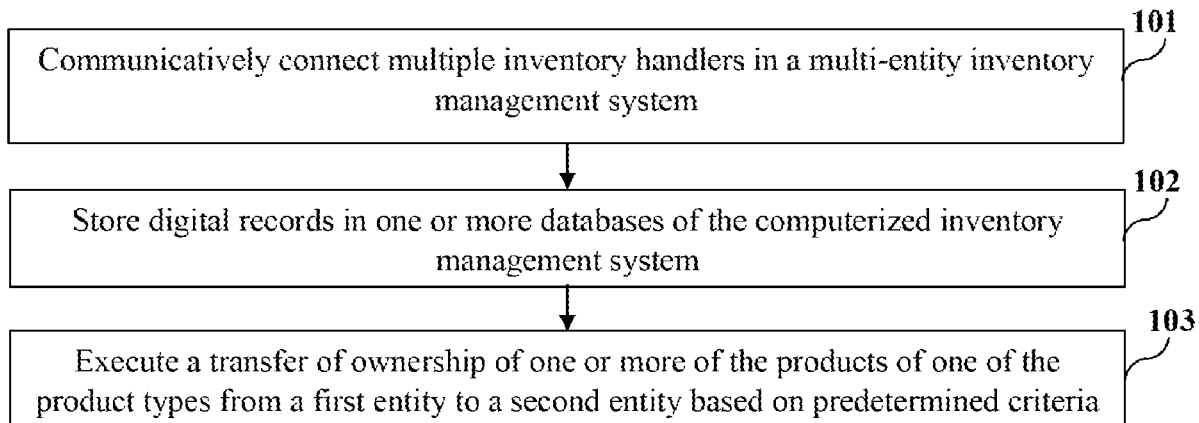 101
Communicatively connect multiple inventory handlers in a multi-entity inventory
management system
102
Store digital records in one or more databases of the computerized inventory
management system
103
Execute a transfer of ownership of one or more of the products of one of the
product types from a first entity to a second entity based on predetermined criteria